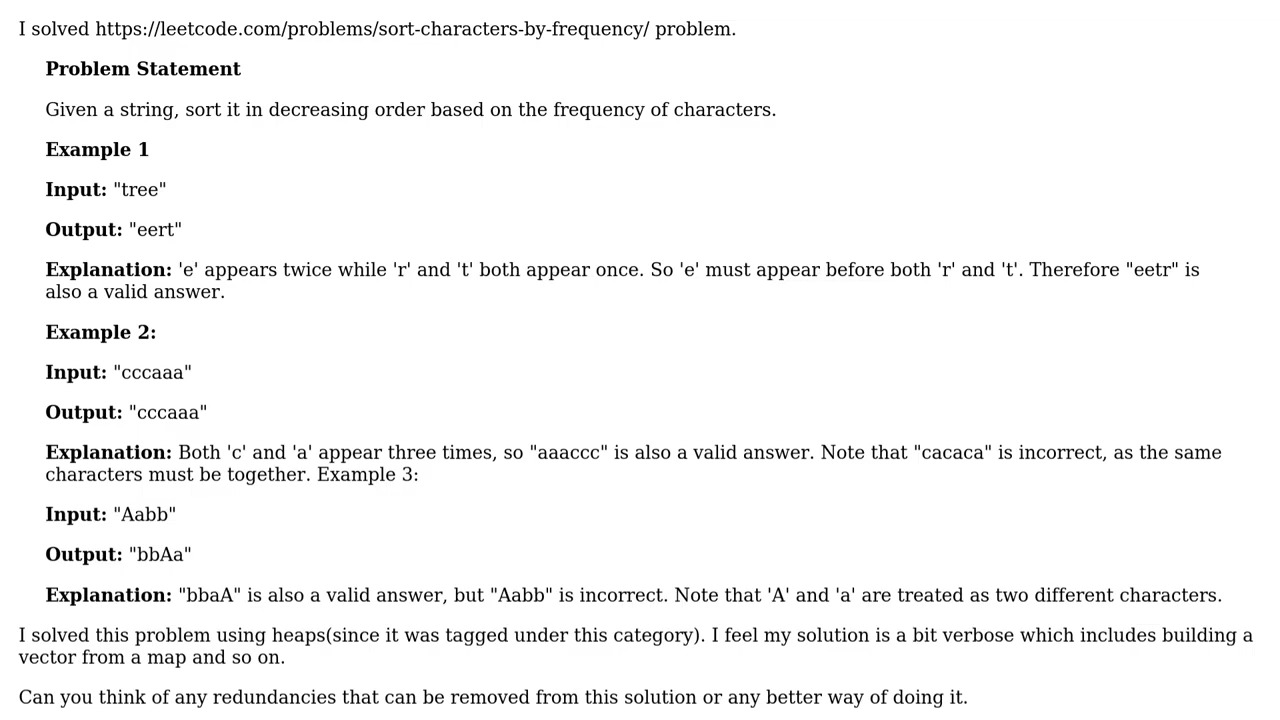 I solved https://leetcode.com/problems/sort-characters-by-frequency/ problem.
Problem Statement
Given a string, sort it in decreasing order based on the frequency of characters.
Example 1
Input: "tree"
Output: "eert"
Explanation: 'e' appears twice while 'r' and 't' both appear once. So 'e' must appear before both 'r' and 't'. Therefore "eetr" is
also a valid answer.
Example 2:
Input: "cccaaa"
Output: "cccaaa"
Explanation: Both 'c' and 'a' appear three times, so "aaaccc" is also a valid answer. Note that "cacaca" is incorrect, as the same
characters must be together. Example 3:
Input: "Aabb"
Output: "bbAa"
Explanation: "bbaA" is also a valid answer, but "Aabb" is incorrect. Note that 'A' and 'a' are treated as two different characters.
I solved this problem using heaps(since it was tagged under this category). I feel my solution is a bit verbose which includes building a
vector from a map and so on.
Can you think of any redundancies that can be removed from this solution or any better way of doing it.